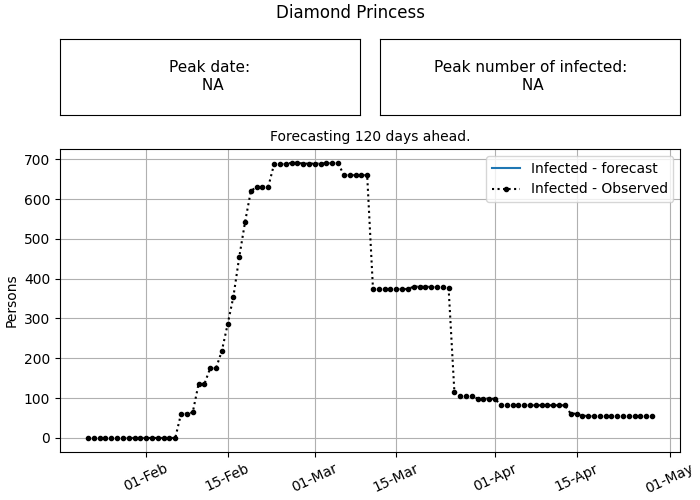 Diamond Princess
Peak date:
NA
Peak number of infected:
NA
Forecasting 120 days ahead.
Infected - forecast
Infected - Observed
Persons
700
600
500
400
300
200
100
0
01-Feb
15-Feb
01-Mar
15-Mar
01-Apr
15-Apr
01-May